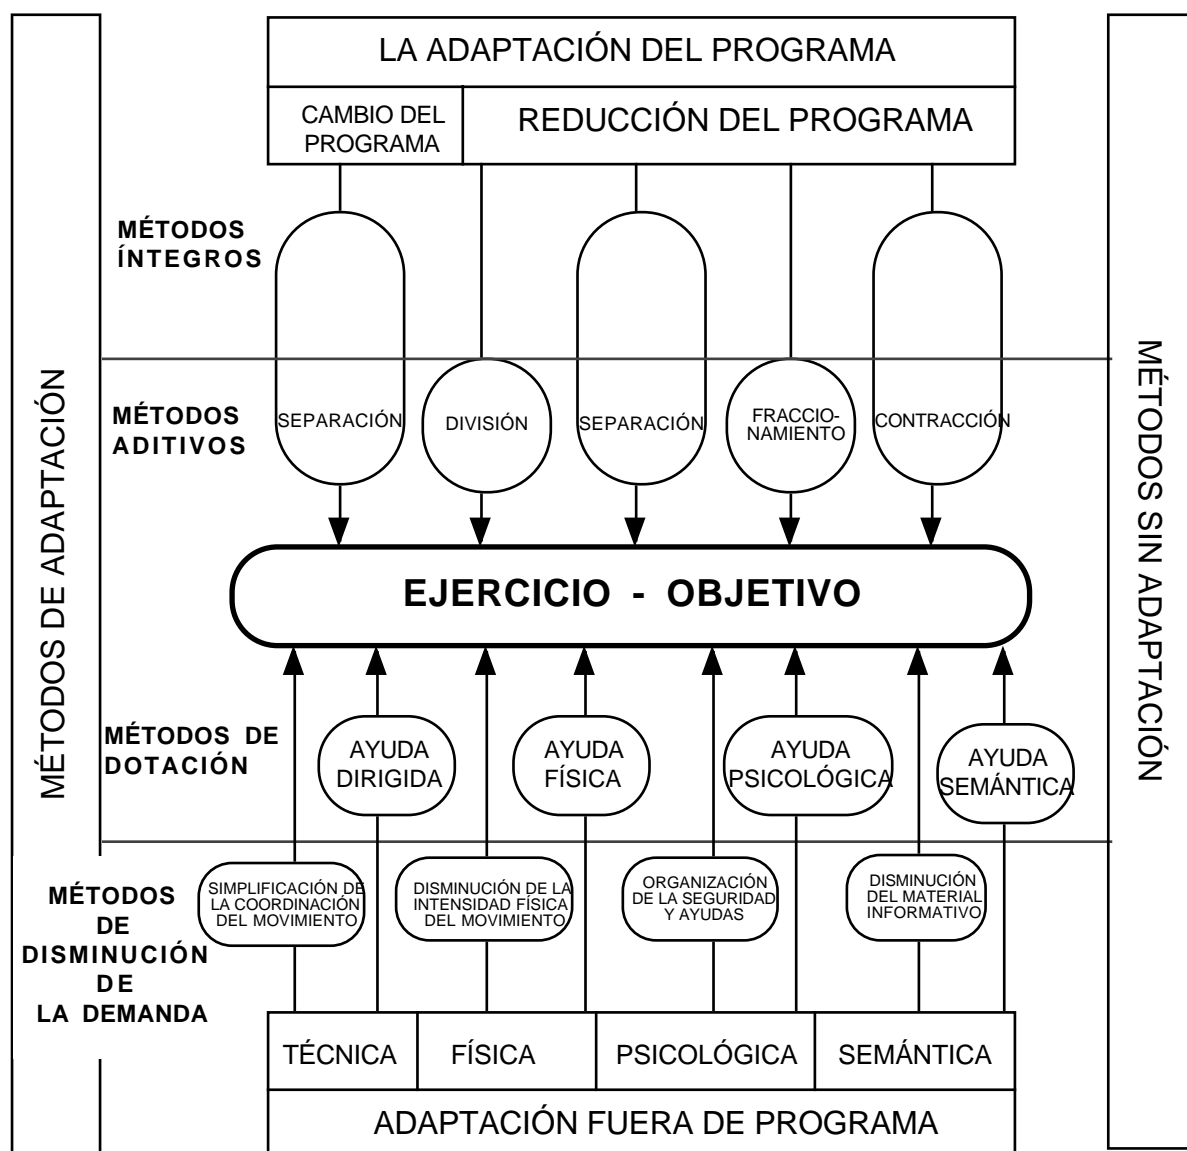 LA ADAPTACIÓN DEL PROGRAMA
CAMBIO DEL
PROGRAMA
REDUCCIÓN DEL PROGRAMA
MÉTODOS
ÍNTEGROS
MÉTODOS DE ADAPTACIÓN
MÉTODOS SIN ADAPTACIÓN
MÉTODOS
ADITIVOS
SEPARACIÓN
DIVISIÓN
SEPARACIÓN
FRACCIO-
NAMIENTO
CONTRACCIÓN
EJERCICIO - OBJETIVO
MÉTODOS DE
DOTACIÓN
AYUDA
DIRIGIDA
AYUDA
FÍSICA
AYUDA
PSICOLÓGICA
AYUDA
SEMÁNTICA
MÉTODOS
DE
DISMINUCIÓN
DE
LA DEMANDA
SIMPLIFICACIÓN DE
LA COORDINACIÓN
DEL MOVIMIENTO
DISMINUCIÓN DE LA
INTENSIDAD FÍSICA
DEL MOVIMIENTO
ORGANIZACIÓN
DE LA SEGURIDAD
Y AYUDAS
DISMINUCIÓN
DEL MATERIAL
INFORMATIVO
TÉCNICA
FÍSICA
PSICOLÓGICA
SEMÁNTICA
ADAPTACIÓN FUERA DE PROGRAMA